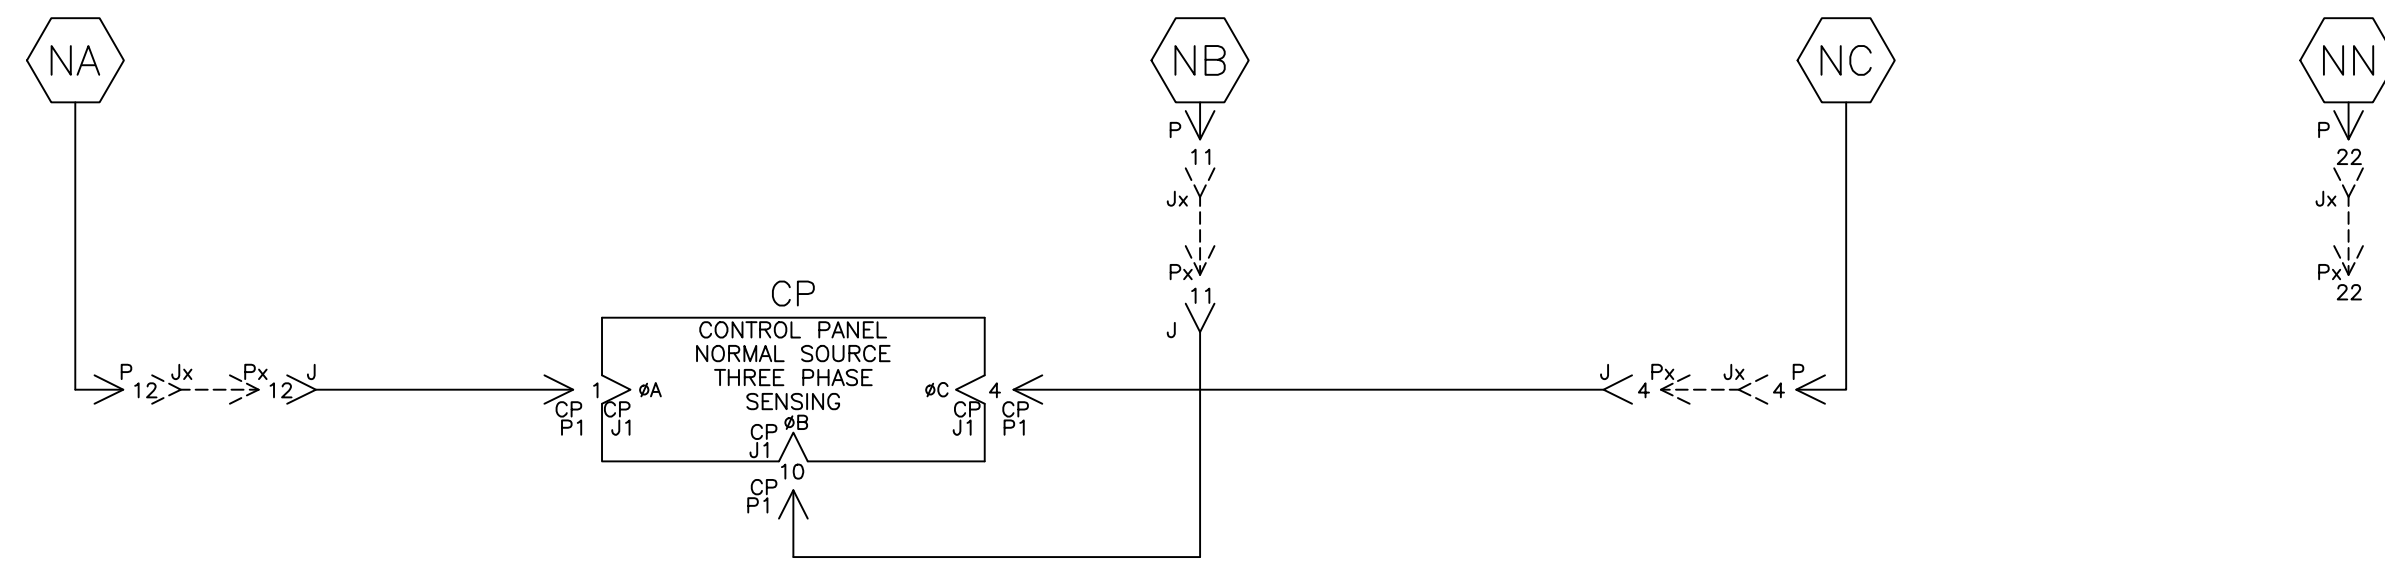 NA
NB
NC
NN
P
P
11
22
Jx
Jx
Px
Px
11
22
J
CP
CONTROL PANEL
NORMAL SOURCE
THREE PHASE
SENSING
P 12 Jx Px 12 J
1 øA
CP P1
CP J1
øC 4
CP J1
CP P1
J 4 Px Jx 4 P
øB
CP J1
10
CP P1